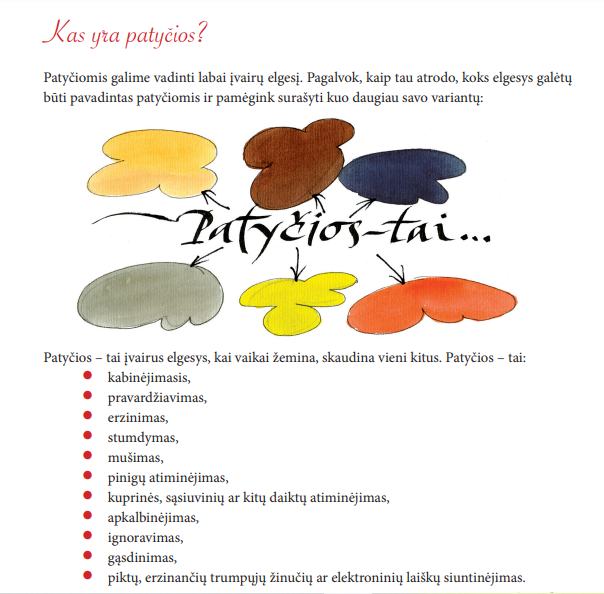 Kas yra patyčios?
Patyčiomis galime vadinti labai įvairų elgesį. Pagalvok, kaip tau atrodo, koks elgesys galėtų
būti pavadintas patyčiomis ir pamėgink surašyti kuo daugiau savo variantų:
Patyčios-tai...
Patyčios – tai įvairus elgesys, kai vaikai žemina, skaudina vieni kitus. Patyčios – tai:
kabinėjimasis,
pravardžiavimas,
erzinimas,
stumdymas,
mušimas,
pinigų atiminėjimas,
kuprinės, sąsiuvinių ar kitų daiktų atiminėjimas,
apkalbinėjimas,
ignoravimas,
gąsdinimas,
piktų, erzinančių trumpųjų žinučių ar elektroninių laiškų siuntinėjimas.